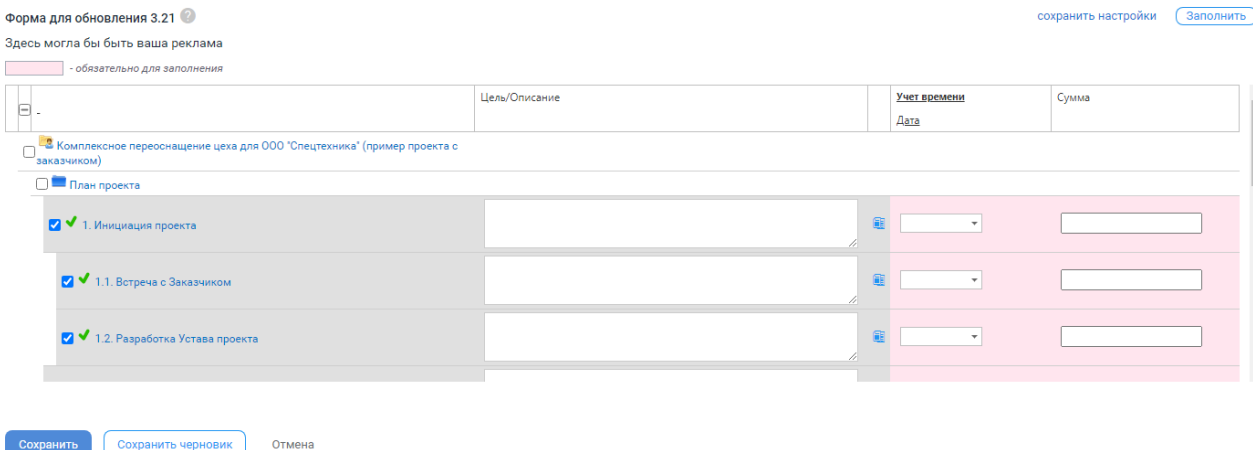 Форма для обновления 3.21 ?
сохранить настройки
Заполнить
Здесь могла бы быть ваша реклама
- обязательно для заполнения
-
Цель/Описание
Учет времени
Дата
Сумма
Комплексное переоснащение цеха для ООО "Спецтехника" (пример проекта с
заказчиком)
План проекта
1. Инициация проекта
1.1. Встреча с Заказчиком
1.2. Разработка Устава проекта
Сохранить
Сохранить черновик
Отмена